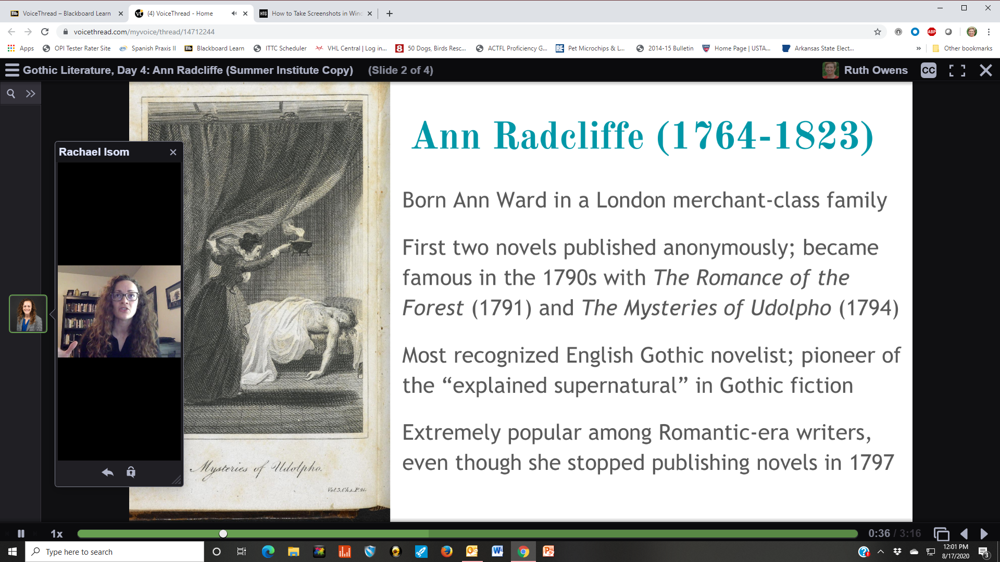 VoiceThread – Blackboard Learn
(4) VoiceThread - Home
How to Take Screenshots in Wind
voicethread.com/myvoice/thread/14712244
Apps
OPI Tester Rater Site
Spanish Praxis II
Blackboard Learn
ITTC Scheduler
VHL Central | Log in...
50 Dogs, Birds Resc...
ACTFL Proficiency G...
Pet Microchips & L...
2014-15 Bulletin
Home Page | USTA...
Arkansas State Elect...
»
Other bookmarks
Gothic Literature, Day 4: Ann Radcliffe (Summer Institute Copy) (Slide 2 of 4)
Ruth Owens
CC
Rachael Isom
Ann Radcliffe (1764-1823)
Born Ann Ward in a London merchant-class family
First two novels published anonymously; became
famous in the 1790s with The Romance of the
Forest (1791) and The Mysteries of Udolpho (1794)
Most recognized English Gothic novelist; pioneer of
the “explained supernatural” in Gothic fiction
Extremely popular among Romantic-era writers,
even though she stopped publishing novels in 1797
Mysteries of Udolpho.
Vol.3.Ch.1.P.21.
1x
0:36 / 3:16
Type here to search
12:01 PM
8/17/2020
3